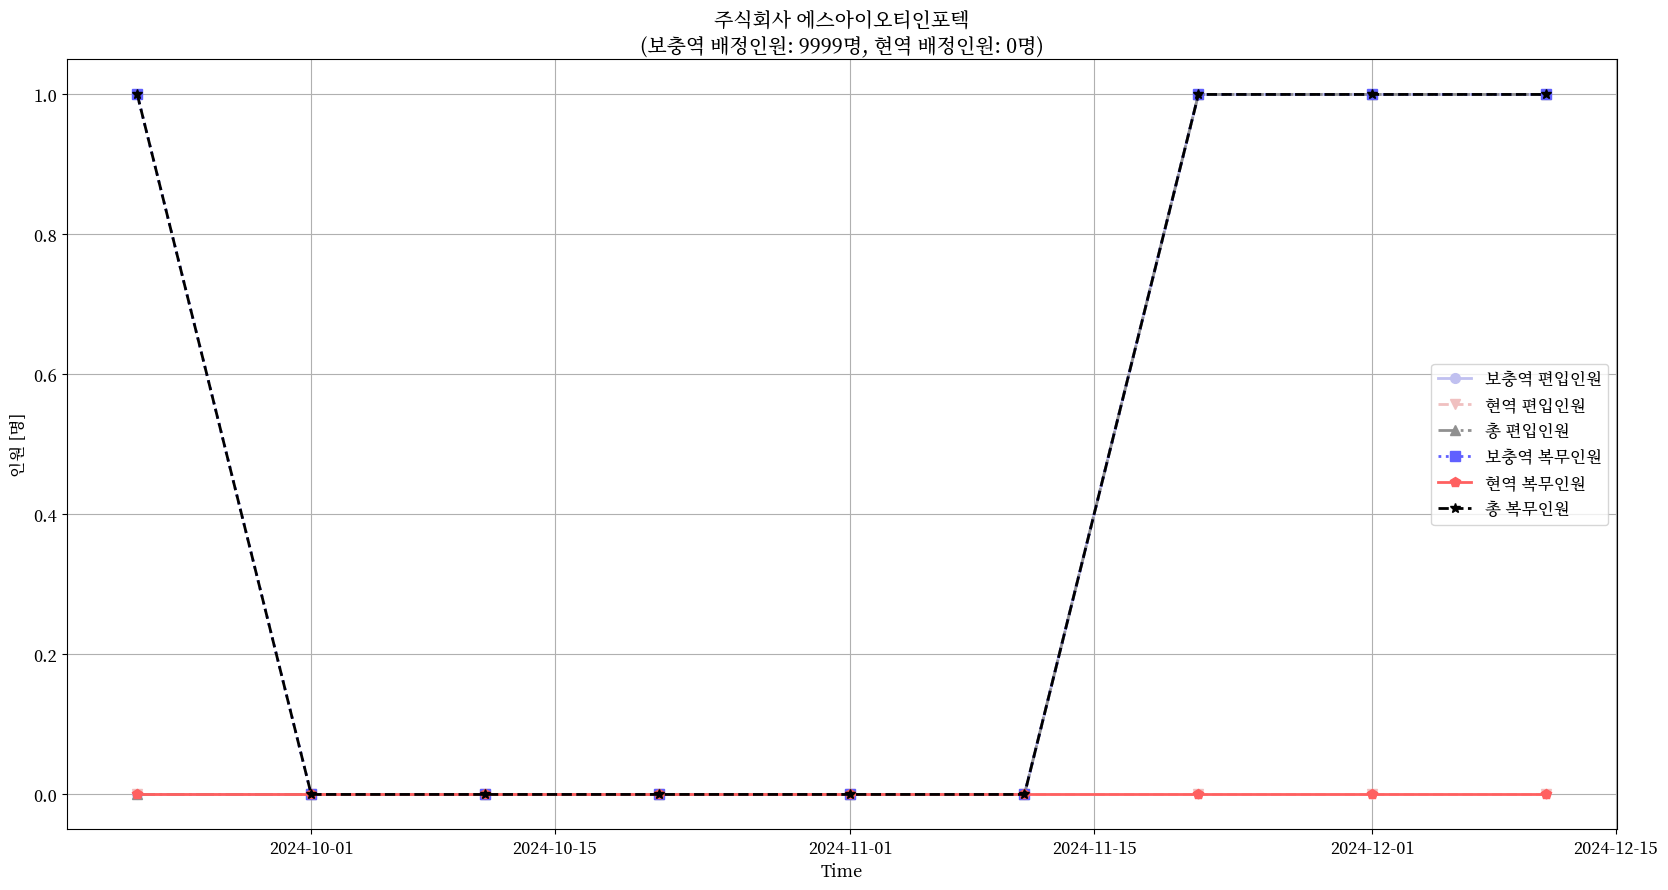 주식회사 에스아이오티인포텍
(보충역 배정인원: 9999명, 현역 배정인원: 0명)
1.0
0.8
0.6
0.4
0.2
0.0
인원 [명]
보충역 편입인원
현역 편입인원
총 편입인원
보충역 복무인원
현역 복무인원
총 복무인원
2024-10-01
2024-10-15
2024-11-01
2024-11-15
2024-12-01
2024-12-15
Time